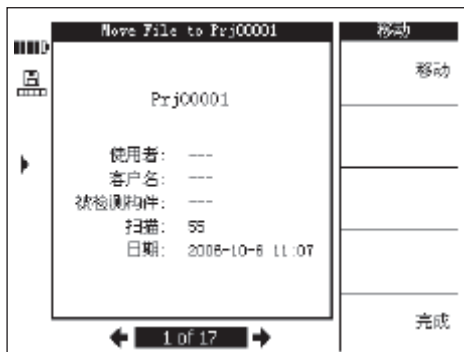 Move File to Prj00001
移动
移动
Prj00001
使用者: ---
客户名: ---
被检测构件: ---
扫描: 55
日期: 2006-10-6 11:07
1 of 17
完成